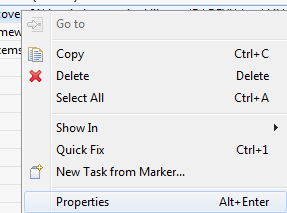 Go to
Copy Ctrl+C
Delete Delete
Select All Ctrl+A
Show In
Quick Fix Ctrl+1
New Task from Marker...
Properties Alt+Enter